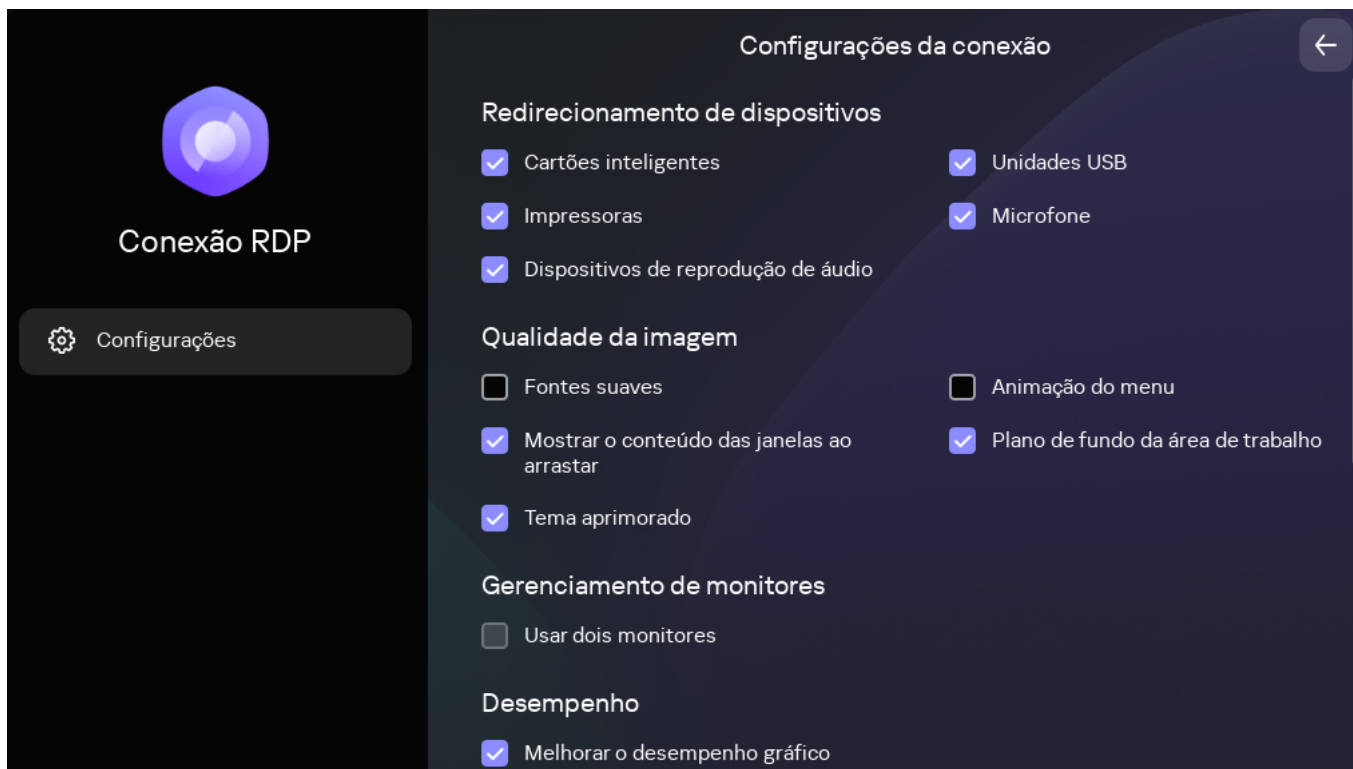 Configurações da conexão
Conexão RDP
Configurações
Redirecionamento de dispositivos
Cartões inteligentes
Unidades USB
Impressoras
Microfone
Dispositivos de reprodução de áudio
Qualidade da imagem
Fontes suaves
Animação do menu
Mostrar o conteúdo das janelas ao
arrastar
Plano de fundo da área de trabalho
Tema aprimorado
Gerenciamento de monitores
Usar dois monitores
Desempenho
Melhorar o desempenho gráfico